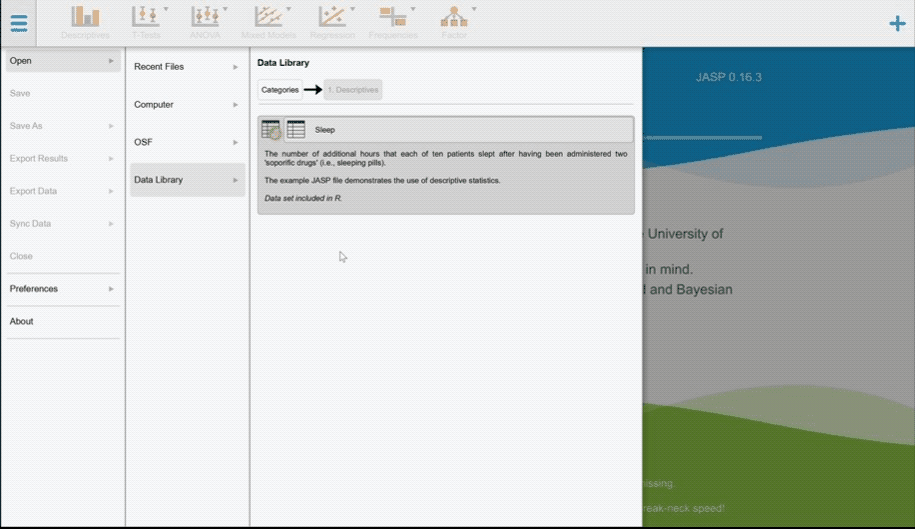 Descriptives
T-Tests
ANOVA
Mixed Models
Regression
Frequencies
Factor
Open
Save
Save As
Export Results
Export Data
Sync Data
Close
Preferences
About
Recent Files
Computer
OSF
Data Library
Data Library
Categories
1. Descriptives
Sleep
The number of additional hours that each of ten patients slept after having been administered two
'soporific drugs' (i.e., sleeping pills).
The example JASP file demonstrates the use of descriptive statistics.
Data set included in R.
JASP 0.16.3
University of
in mind.
and Bayesian
issing.
reak-neck speed!